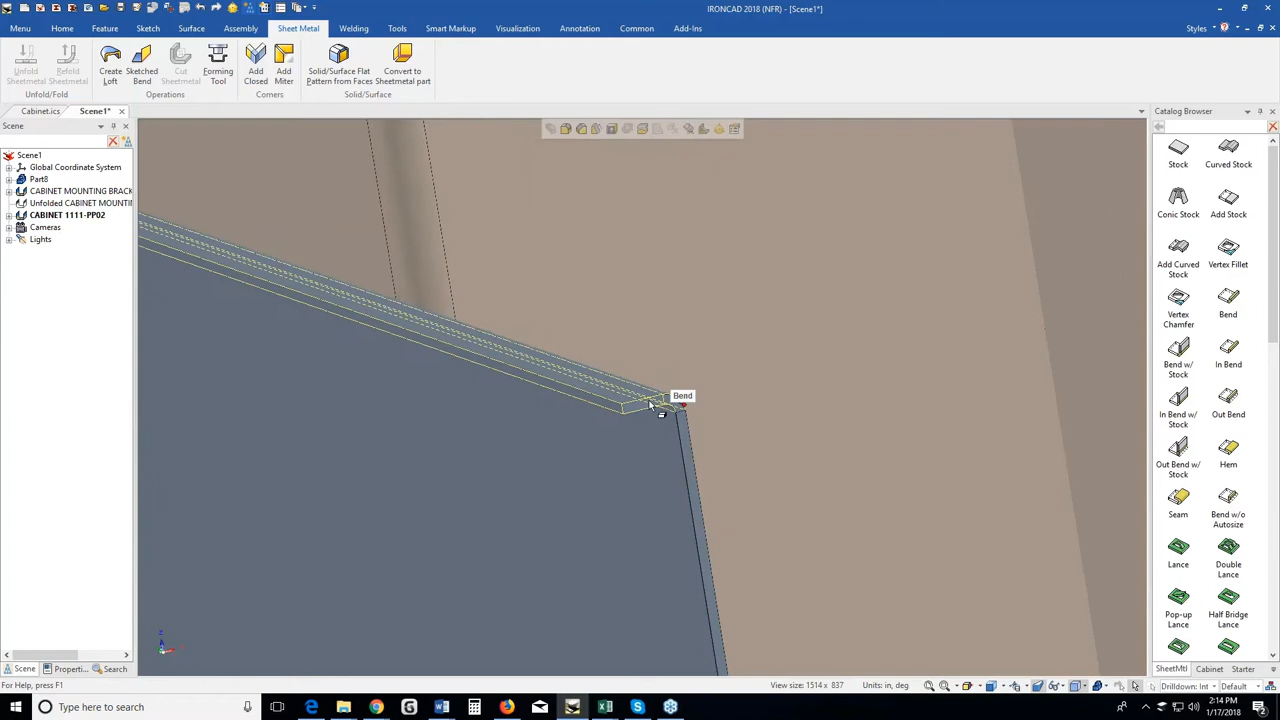 IRONCAD 2018 (NFR) - [Scene1*]
Menu Home Feature Sketch Surface Assembly Sheet Metal Welding Tools Smart Markup Visualization Annotation Common Add-Ins Styles
Unfold Sheetmetal
Refold Sheetmetal
Create Loft
Sketched Bend
Cut Sheetmetal
Forming Tool
Add Closed
Add Miter
Solid/Surface Flat Pattern from Faces
Convert to Sheetmetal part
Unfold/Fold Operations Corners Solid/Surface
Cabinet.ics Scene1*
Scene
Scene1
Global Coordinate System
Part8
CABINET MOUNTING BRACK
Unfolded CABINET MOUNTIN
CABINET 1111-PP02
Cameras
Lights
Bend
Catalog Browser
Stock Curved Stock
Conic Stock Add Stock
Add Curved Stock
Vertex Fillet
Vertex Chamfer
Bend
Bend w/ Stock
In Bend
In Bend w/ Stock
Out Bend
Out Bend w/ Stock
Hem
Seam
Bend w/o Autosize
Lance
Double Lance
Pop-up Lance
Half Bridge Lance
Scene Properti... Search
SheetMtl Cabinet Starter
For Help, press F1 View size: 1514 x 837 Units: in, deg Drilldown: Int Default
Type here to search
2:14 PM
1/17/2018